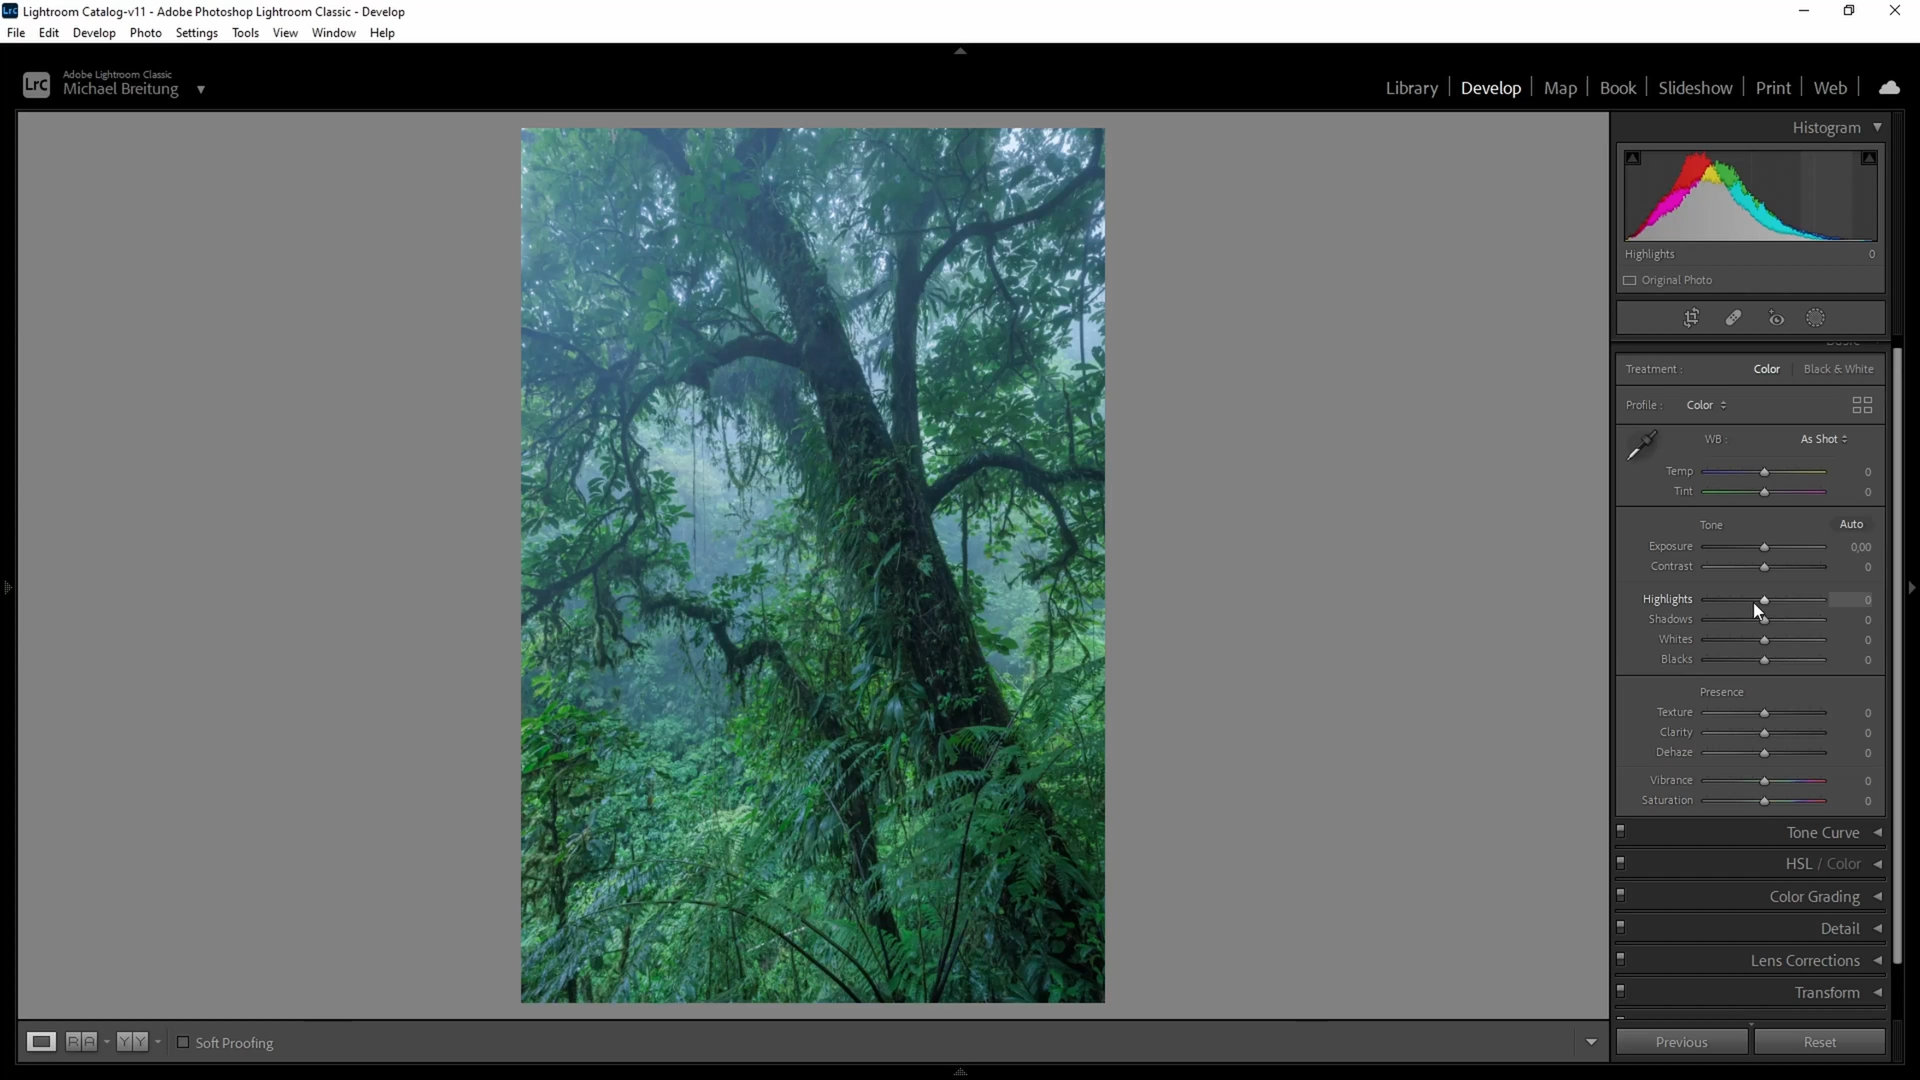 Lrc Lightroom Catalog-v11 - Adobe Photoshop Lightroom Classic - Develop
File Edit Develop Photo Settings Tools View Window Help
Lrc Adobe Lightroom Classic
Michael Breitung
Library Develop Map Book Slideshow Print Web
Histogram
Highlights 0
Original Photo
Basic
Treatment : Color Black & White
Profile : Color
WB : As Shot
Temp 0
Tint 0
Tone Auto
Exposure 0,00
Contrast 0
Highlights 0
Shadows 0
Whites 0
Blacks 0
Presence
Texture 0
Clarity 0
Dehaze 0
Vibrance 0
Saturation 0
Tone Curve
HSL / Color
Color Grading
Detail
Lens Corrections
Transform
R A Y Y Soft Proofing
Previous Reset